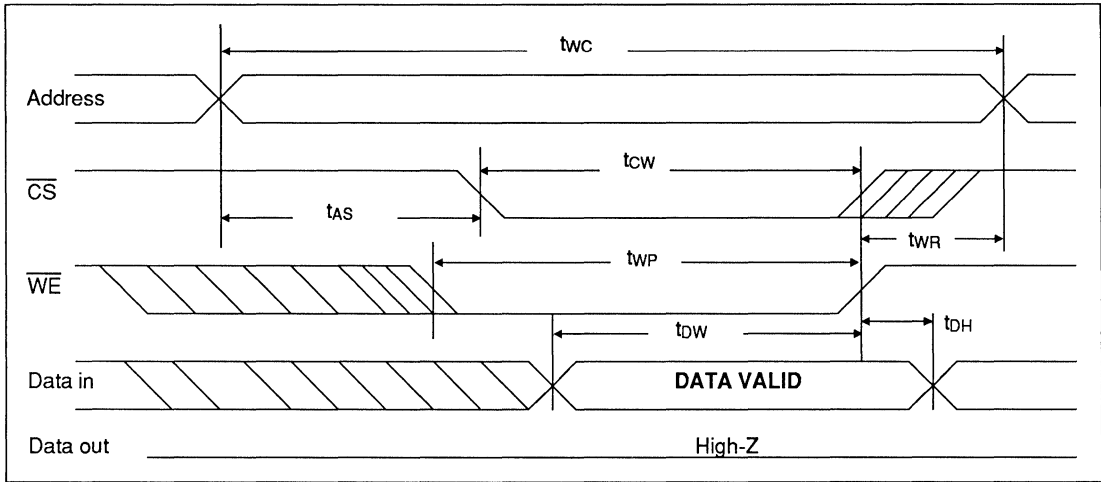 tWC
Address
CS
tCW
tAS
tWR
WE
tWP
tDW
tDH
Data in
DATA VALID
Data out
High-Z